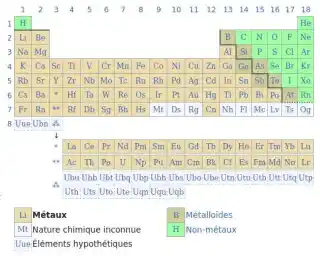 1 2 3 4 5 6 7 8 9 10 11 12 13 14 15 16 17 18
1 H He
2 Li Be B C N O F Ne
3 Na Mg Al Si P S Cl Ar
4 K Ca Sc Ti V Cr Mn Fe Co Ni Cu Zn Ga Ge As Se Br Kr
5 Rb Sr Y Zr Nb Mo Tc Ru Rh Pd Ag Cd In Sn Sb Te I Xe
6 Cs Ba * Hf Ta W Re Os Ir Pt Au Hg Tl Pb Bi Po At Rn
7 Fr Ra ** Rf Db Sg Bh Hs Mt Ds Rg Cn Nh Fl Mc Lv Ts Og
8 Uue Ubn ⁂
↓
* La Ce Pr Nd Pm Sm Eu Gd Tb Dy Ho Er Tm Yb Lu
** Ac Th Pa U Np Pu Am Cm Bk Cf Es Fm Md No Lr
⁂ Ubu Ubb Ubt Ubq Ubp Ubh Ubs Ubo Ube Utn Utu Utb Utt Utq Utp
Uth Uts Uto Ute Uqn Uqu Uqb
Li Métaux B Métalloïdes
Mt Nature chimique inconnue H Non-métaux
Uue Éléments hypothétiques